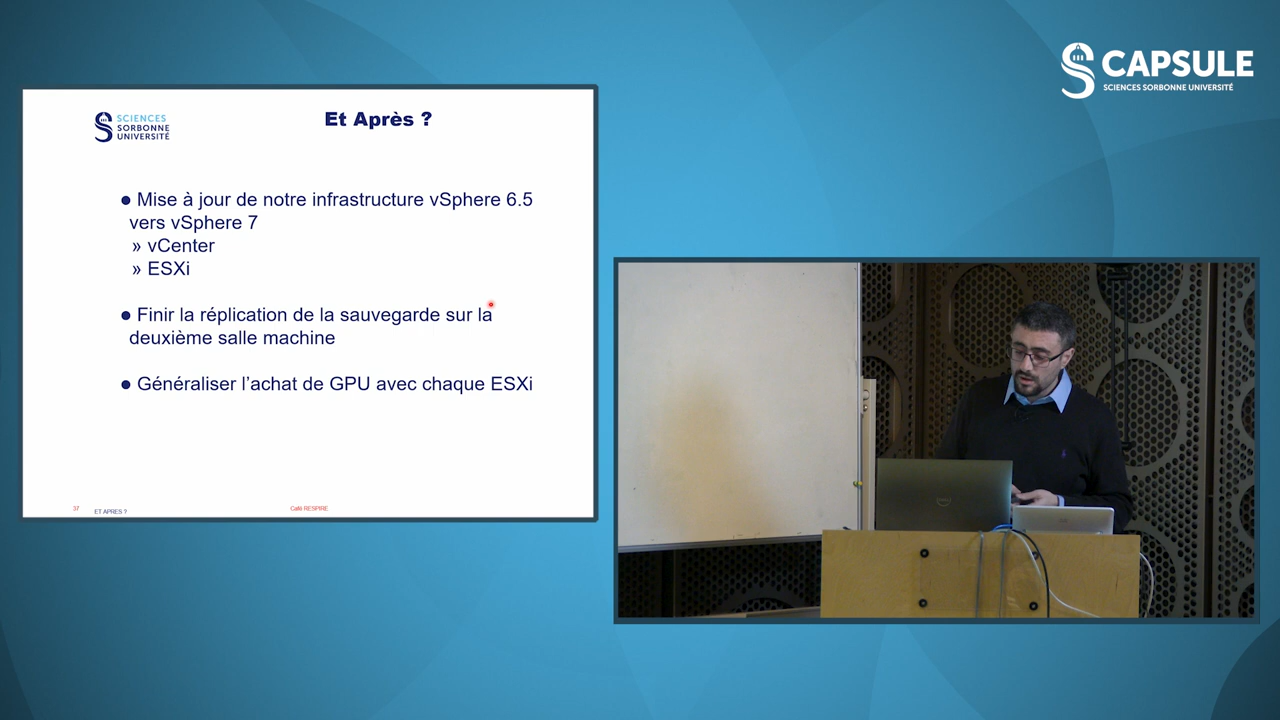 CAPSULE
SCIENCES SORBONNE UNIVERSITÉ
SCIENCES
SORBONNE
UNIVERSITÉ
Et Après ?
● Mise à jour de notre infrastructure vSphere 6.5
vers vSphere 7
» vCenter
» ESXi
● Finir la réplication de la sauvegarde sur la
deuxième salle machine
● Généraliser l'achat de GPU avec chaque ESXi
37
ET APRES ?
Café RESPIRE
DELL